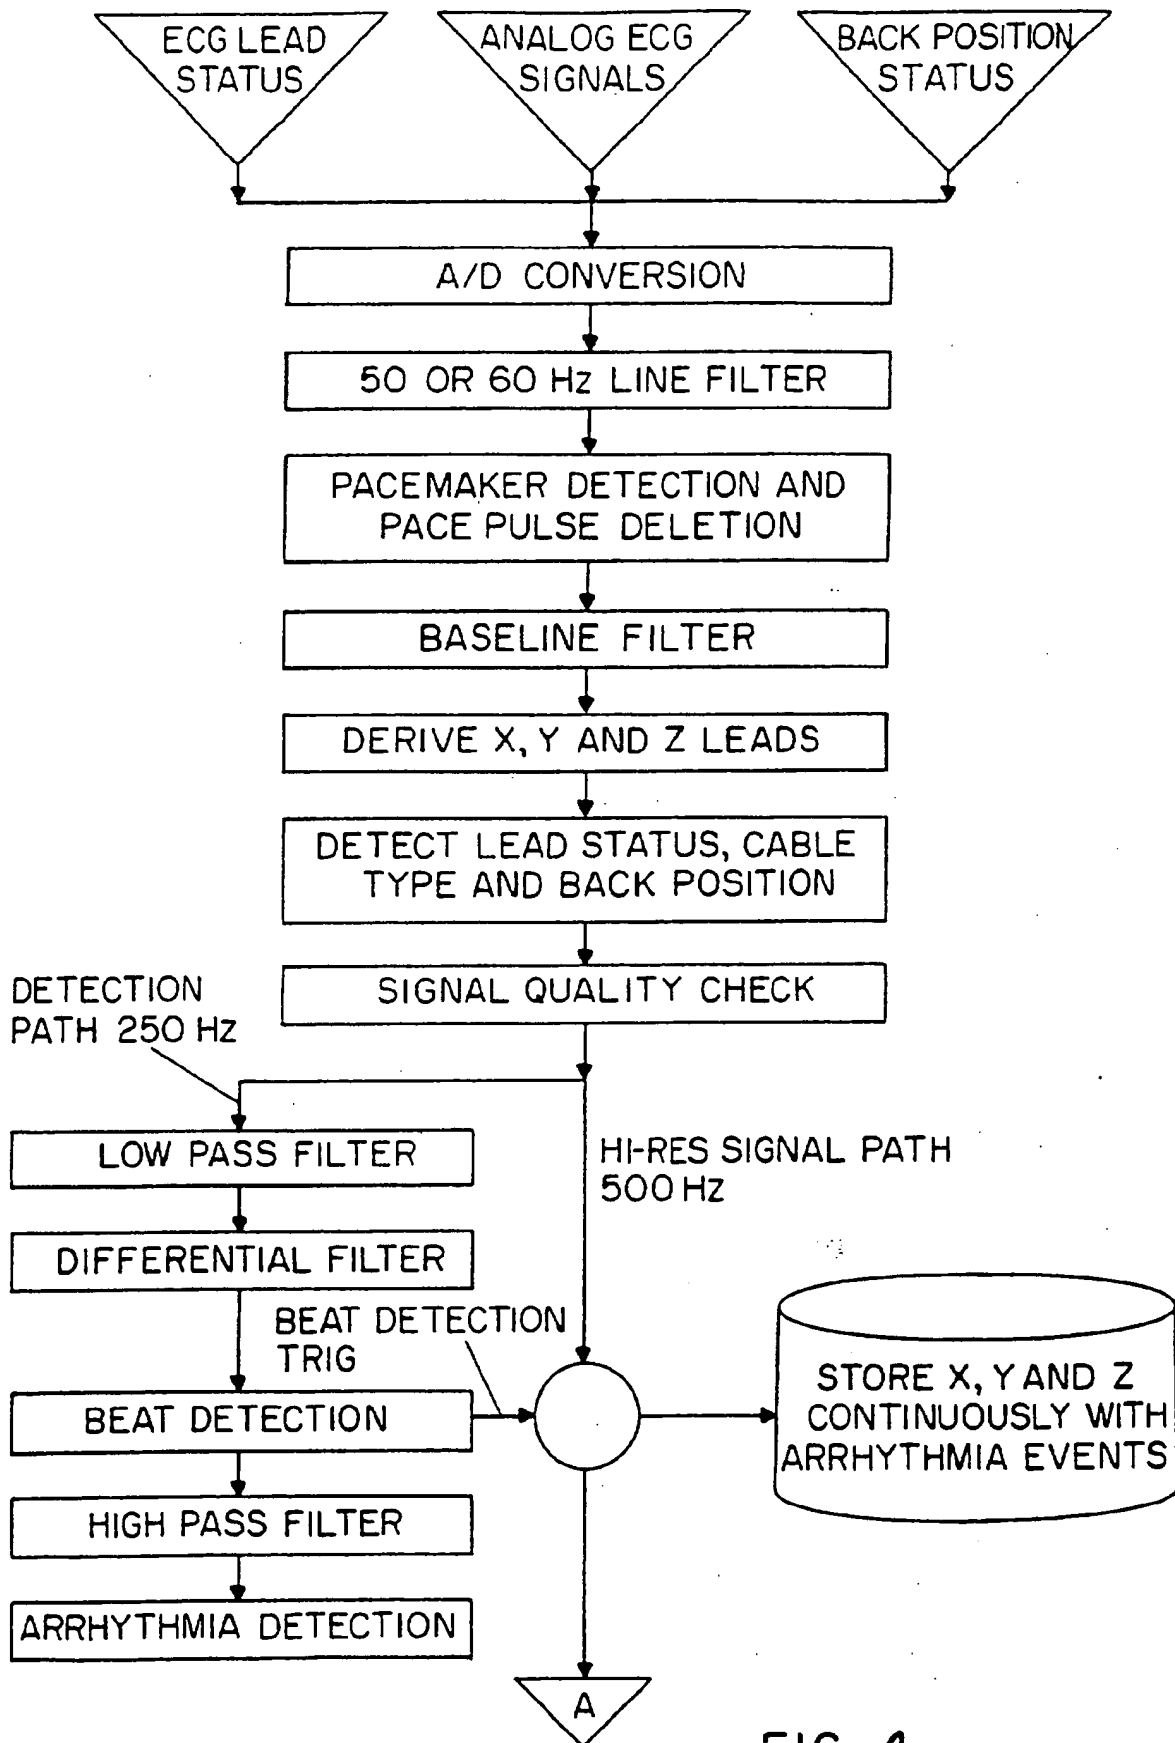 ECG LEAD
STATUS
ANALOG ECG
SIGNALS
BACK POSITION
STATUS
A/D CONVERSION
50 OR 60 Hz LINE FILTER
PACEMAKER DETECTION AND
PACE PULSE DELETION
BASELINE FILTER
DERIVE X, Y AND Z LEADS
DETECT LEAD STATUS, CABLE
TYPE AND BACK POSITION
SIGNAL QUALITY CHECK
DETECTION
PATH 250 Hz
LOW PASS FILTER
HI-RES SIGNAL PATH
500 Hz
DIFFERENTIAL FILTER
BEAT DETECTION
TRIG
BEAT DETECTION
STORE X, Y AND Z
CONTINUOUSLY WITH
ARRHYTHMIA EVENTS
HIGH PASS FILTER
ARRHYTHMIA DETECTION
A